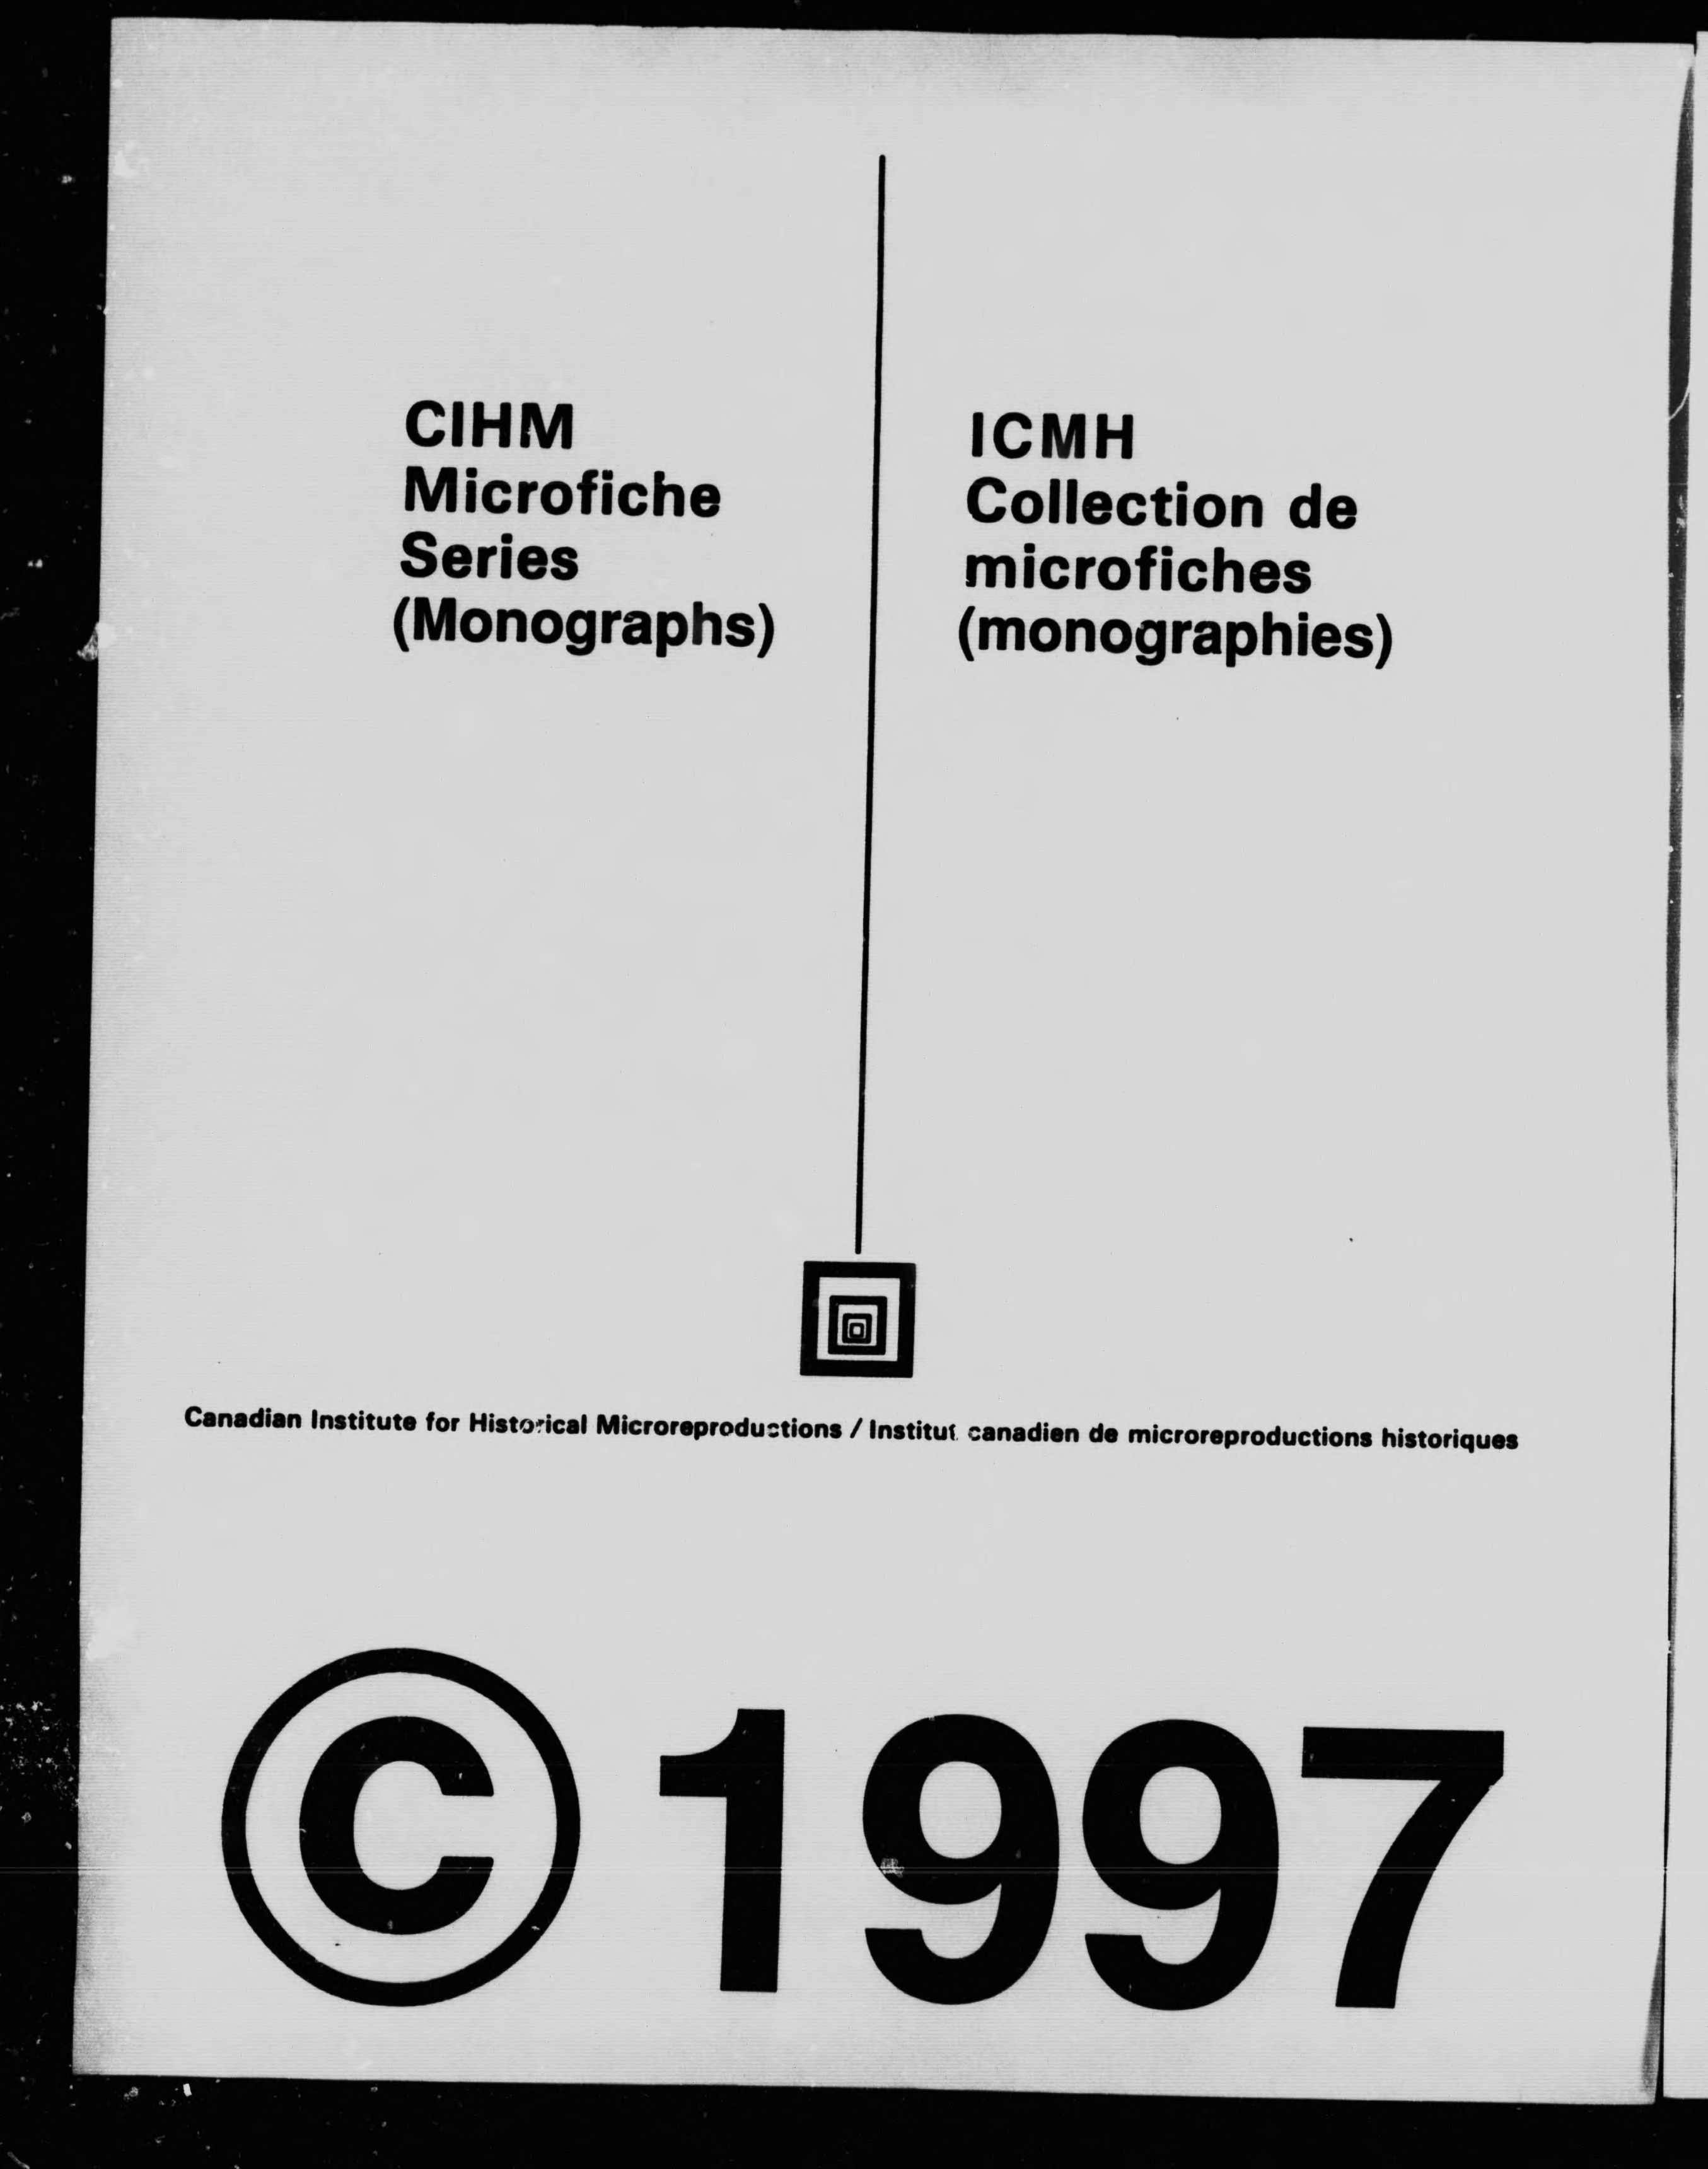 CIHM
Microfiche
Series
(Monographs)
ICMH
Collection de
microfiches
(monographies)
Canadian Institute for Historical Microreproductions / Institut canadien de microreproductions historiques
© 1997